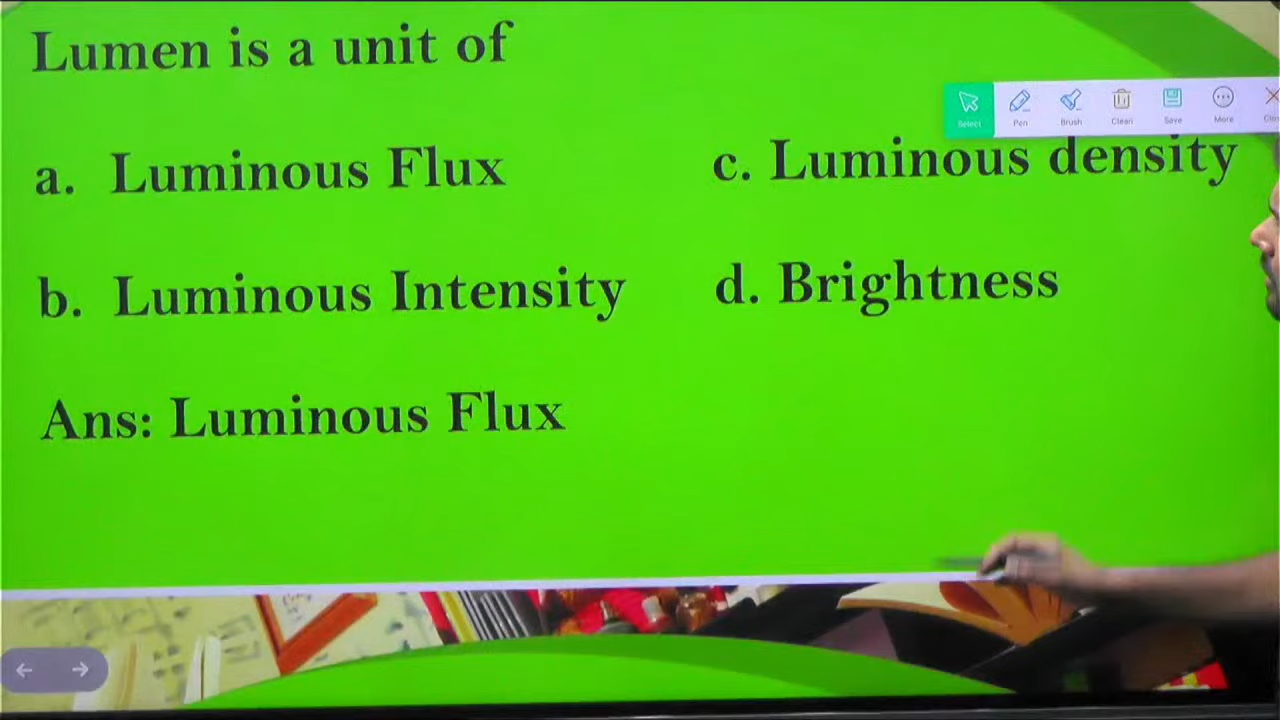 Lumen is a unit of
Select Pen Brush Clean Save More
a. Luminous Flux
c. Luminous density
b. Luminous Intensity
d. Brightness
Ans: Luminous Flux